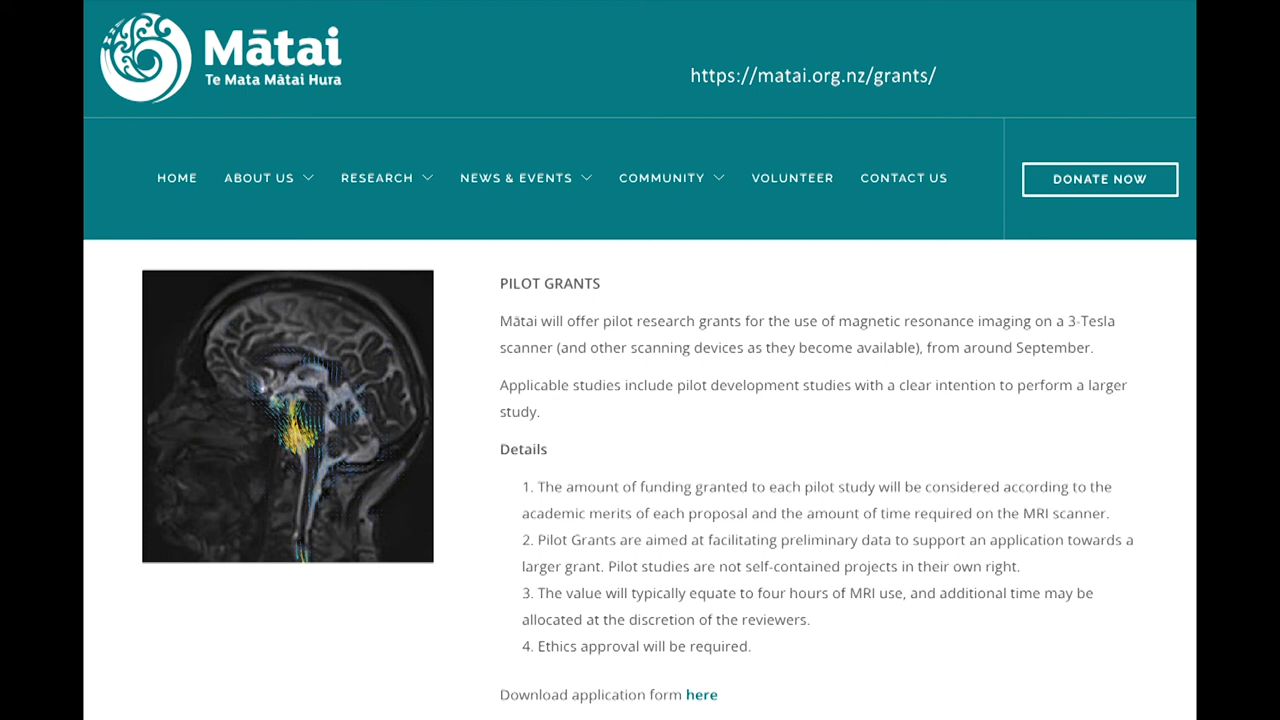 Mātai
Te Mata Mātai Hura
https://matai.org.nz/grants/
HOME ABOUT US RESEARCH NEWS & EVENTS COMMUNITY VOLUNTEER CONTACT US DONATE NOW
PILOT GRANTS
Mātai will offer pilot research grants for the use of magnetic resonance imaging on a 3-Tesla
scanner (and other scanning devices as they become available), from around September.
Applicable studies include pilot development studies with a clear intention to perform a larger
study.
Details
1. The amount of funding granted to each pilot study will be considered according to the
academic merits of each proposal and the amount of time required on the MRI scanner.
2. Pilot Grants are aimed at facilitating preliminary data to support an application towards a
larger grant. Pilot studies are not self-contained projects in their own right.
3. The value will typically equate to four hours of MRI use, and additional time may be
allocated at the discretion of the reviewers.
4. Ethics approval will be required.
Download application form here